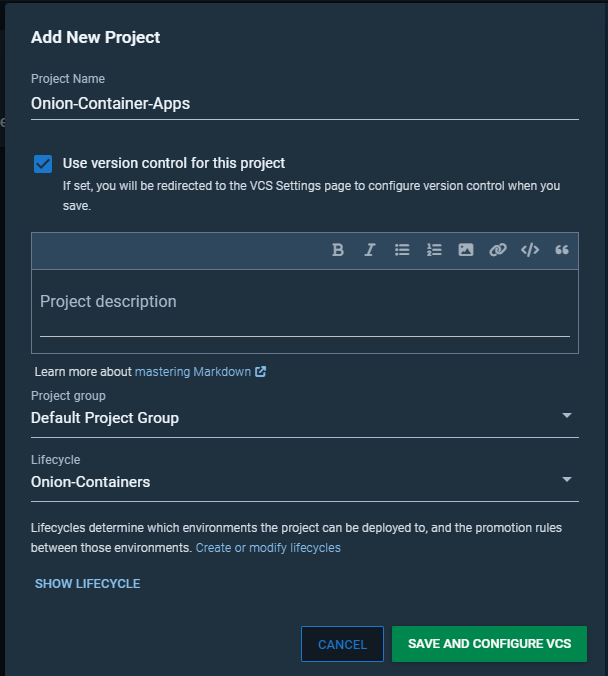 Add New Project
Project Name
Onion-Container-Apps
Use version control for this project
If set, you will be redirected to the VCS Settings page to configure version control when you
save.
Project description
Learn more about mastering Markdown
Project group
Default Project Group
Lifecycle
Onion-Containers
Lifecycles determine which environments the project can be deployed to, and the promotion rules
between those environments. Create or modify lifecycles
SHOW LIFECYCLE
CANCEL SAVE AND CONFIGURE VCS